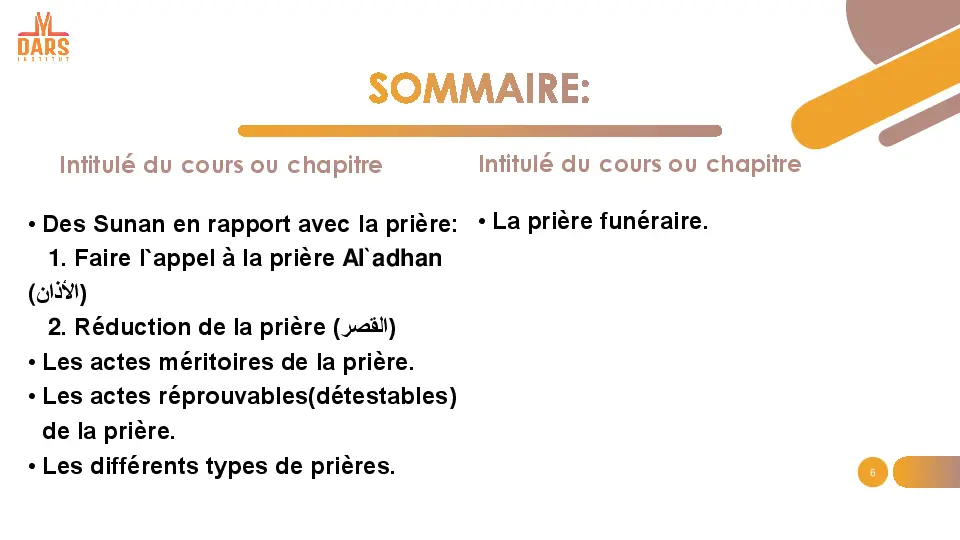 DARS
INSTITUT
SOMMAIRE:
Intitulé du cours ou chapitre
• Des Sunan en rapport avec la prière:
1. Faire l`appel à la prière Al`adhan
(الأذان)
2. Réduction de la prière (القصر)
• Les actes méritoires de la prière.
• Les actes réprouvables(détestables)
de la prière.
• Les différents types de prières.
Intitulé du cours ou chapitre
• La prière funéraire.
6